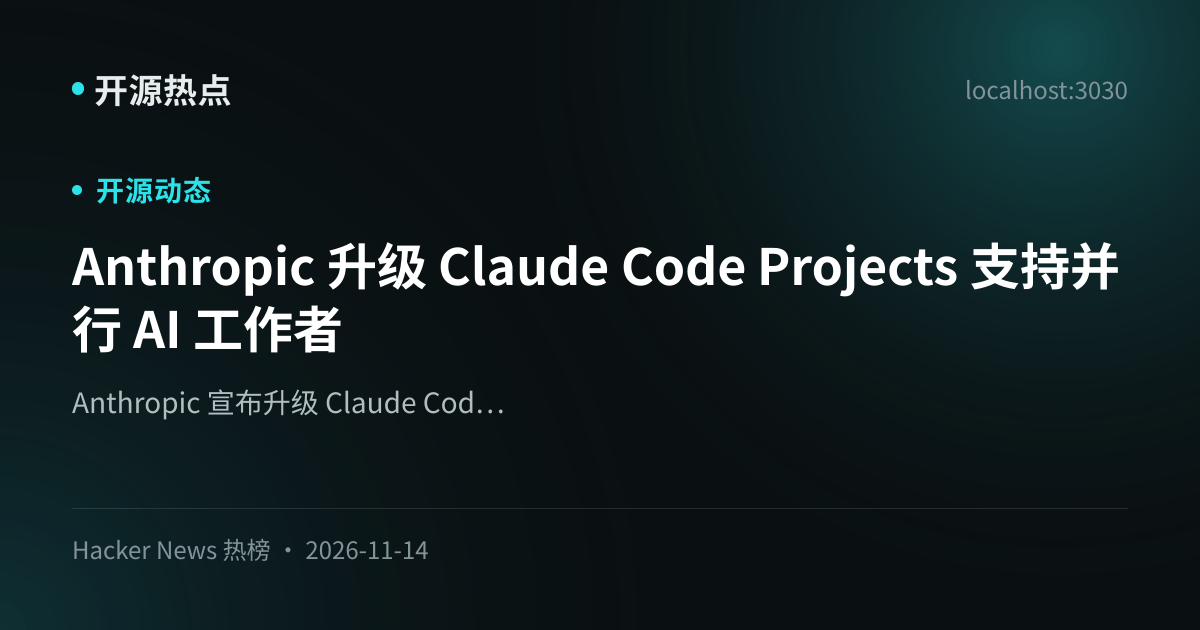 开源热点
localhost:3030
开源动态
Anthropic 升级 Claude Code Projects 支持并
行 AI 工作者
Anthropic 宣布升级 Claude Cod…
Hacker News 热榜 · 2026-11-14